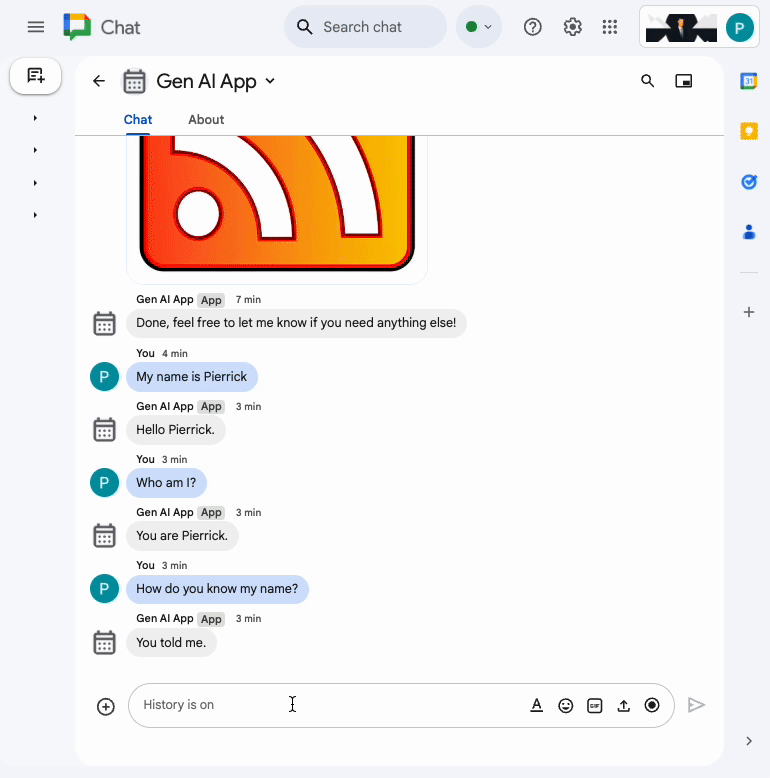 Chat
Search chat
P
31
Gen AI App
Chat
About
Gen AI App App 7 min
Done, feel free to let me know if you need anything else!
You 4 min
P
My name is Pierrick
Gen AI App App 3 min
Hello Pierrick.
You 3 min
P
Who am I?
Gen AI App App 3 min
You are Pierrick.
You 3 min
P
How do you know my name?
Gen AI App App 3 min
You told me.
History is on
A
GIF